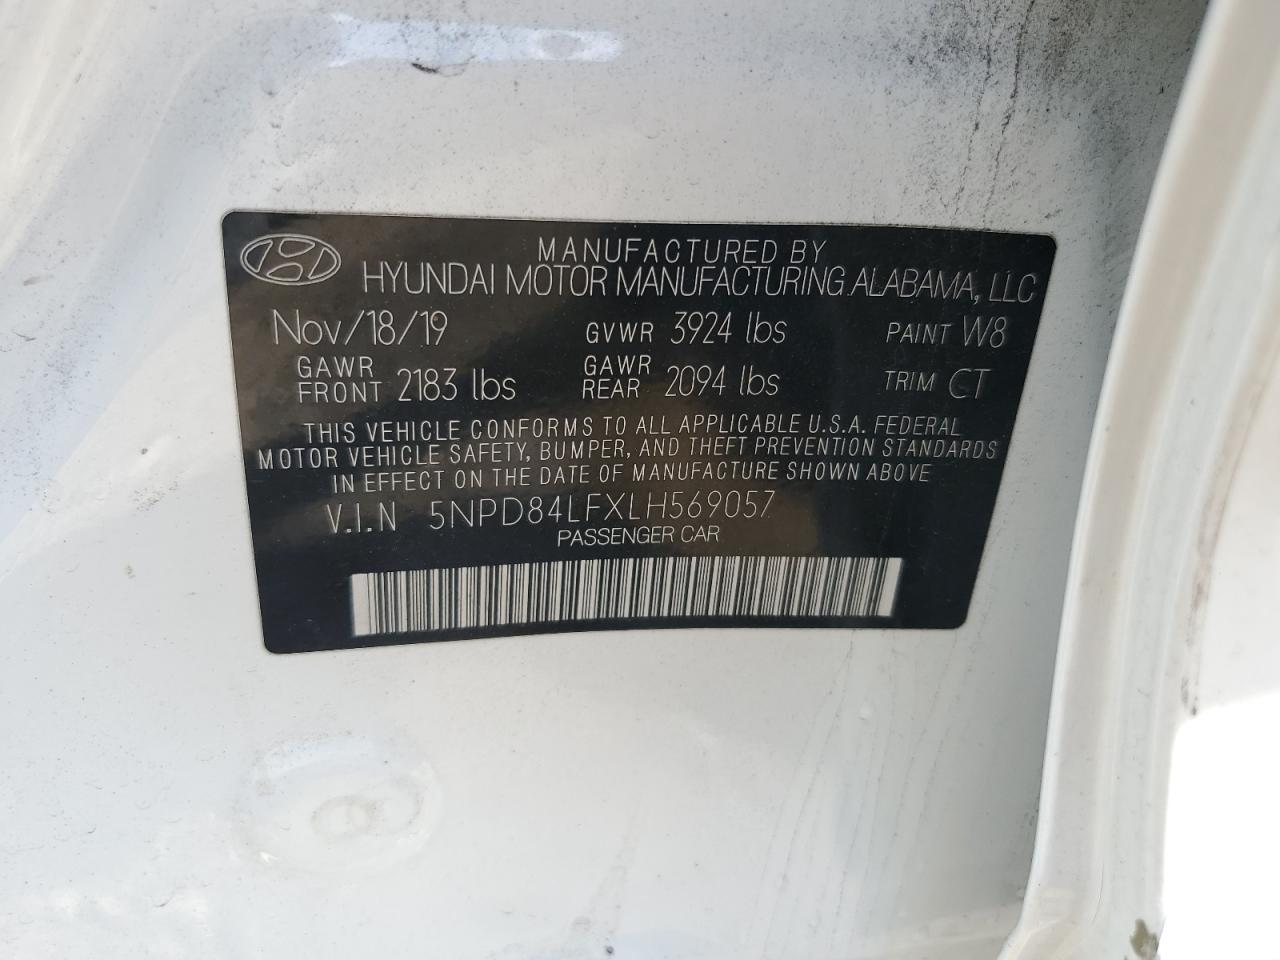 MANUFACTURED BY
HYUNDAI MOTOR MANUFACTURING ALABAMA, LLC
Nov/18/19 GVWR 3924 lbs PAINT W8
GAWR FRONT 2183 lbs GAWR REAR 2094 lbs TRIM CT
THIS VEHICLE CONFORMS TO ALL APPLICABLE U.S.A. FEDERAL
MOTOR VEHICLE SAFETY, BUMPER, AND THEFT PREVENTION STANDARDS
IN EFFECT ON THE DATE OF MANUFACTURE SHOWN ABOVE
V.I.N 5NPD84LFXLH569057
PASSENGER CAR